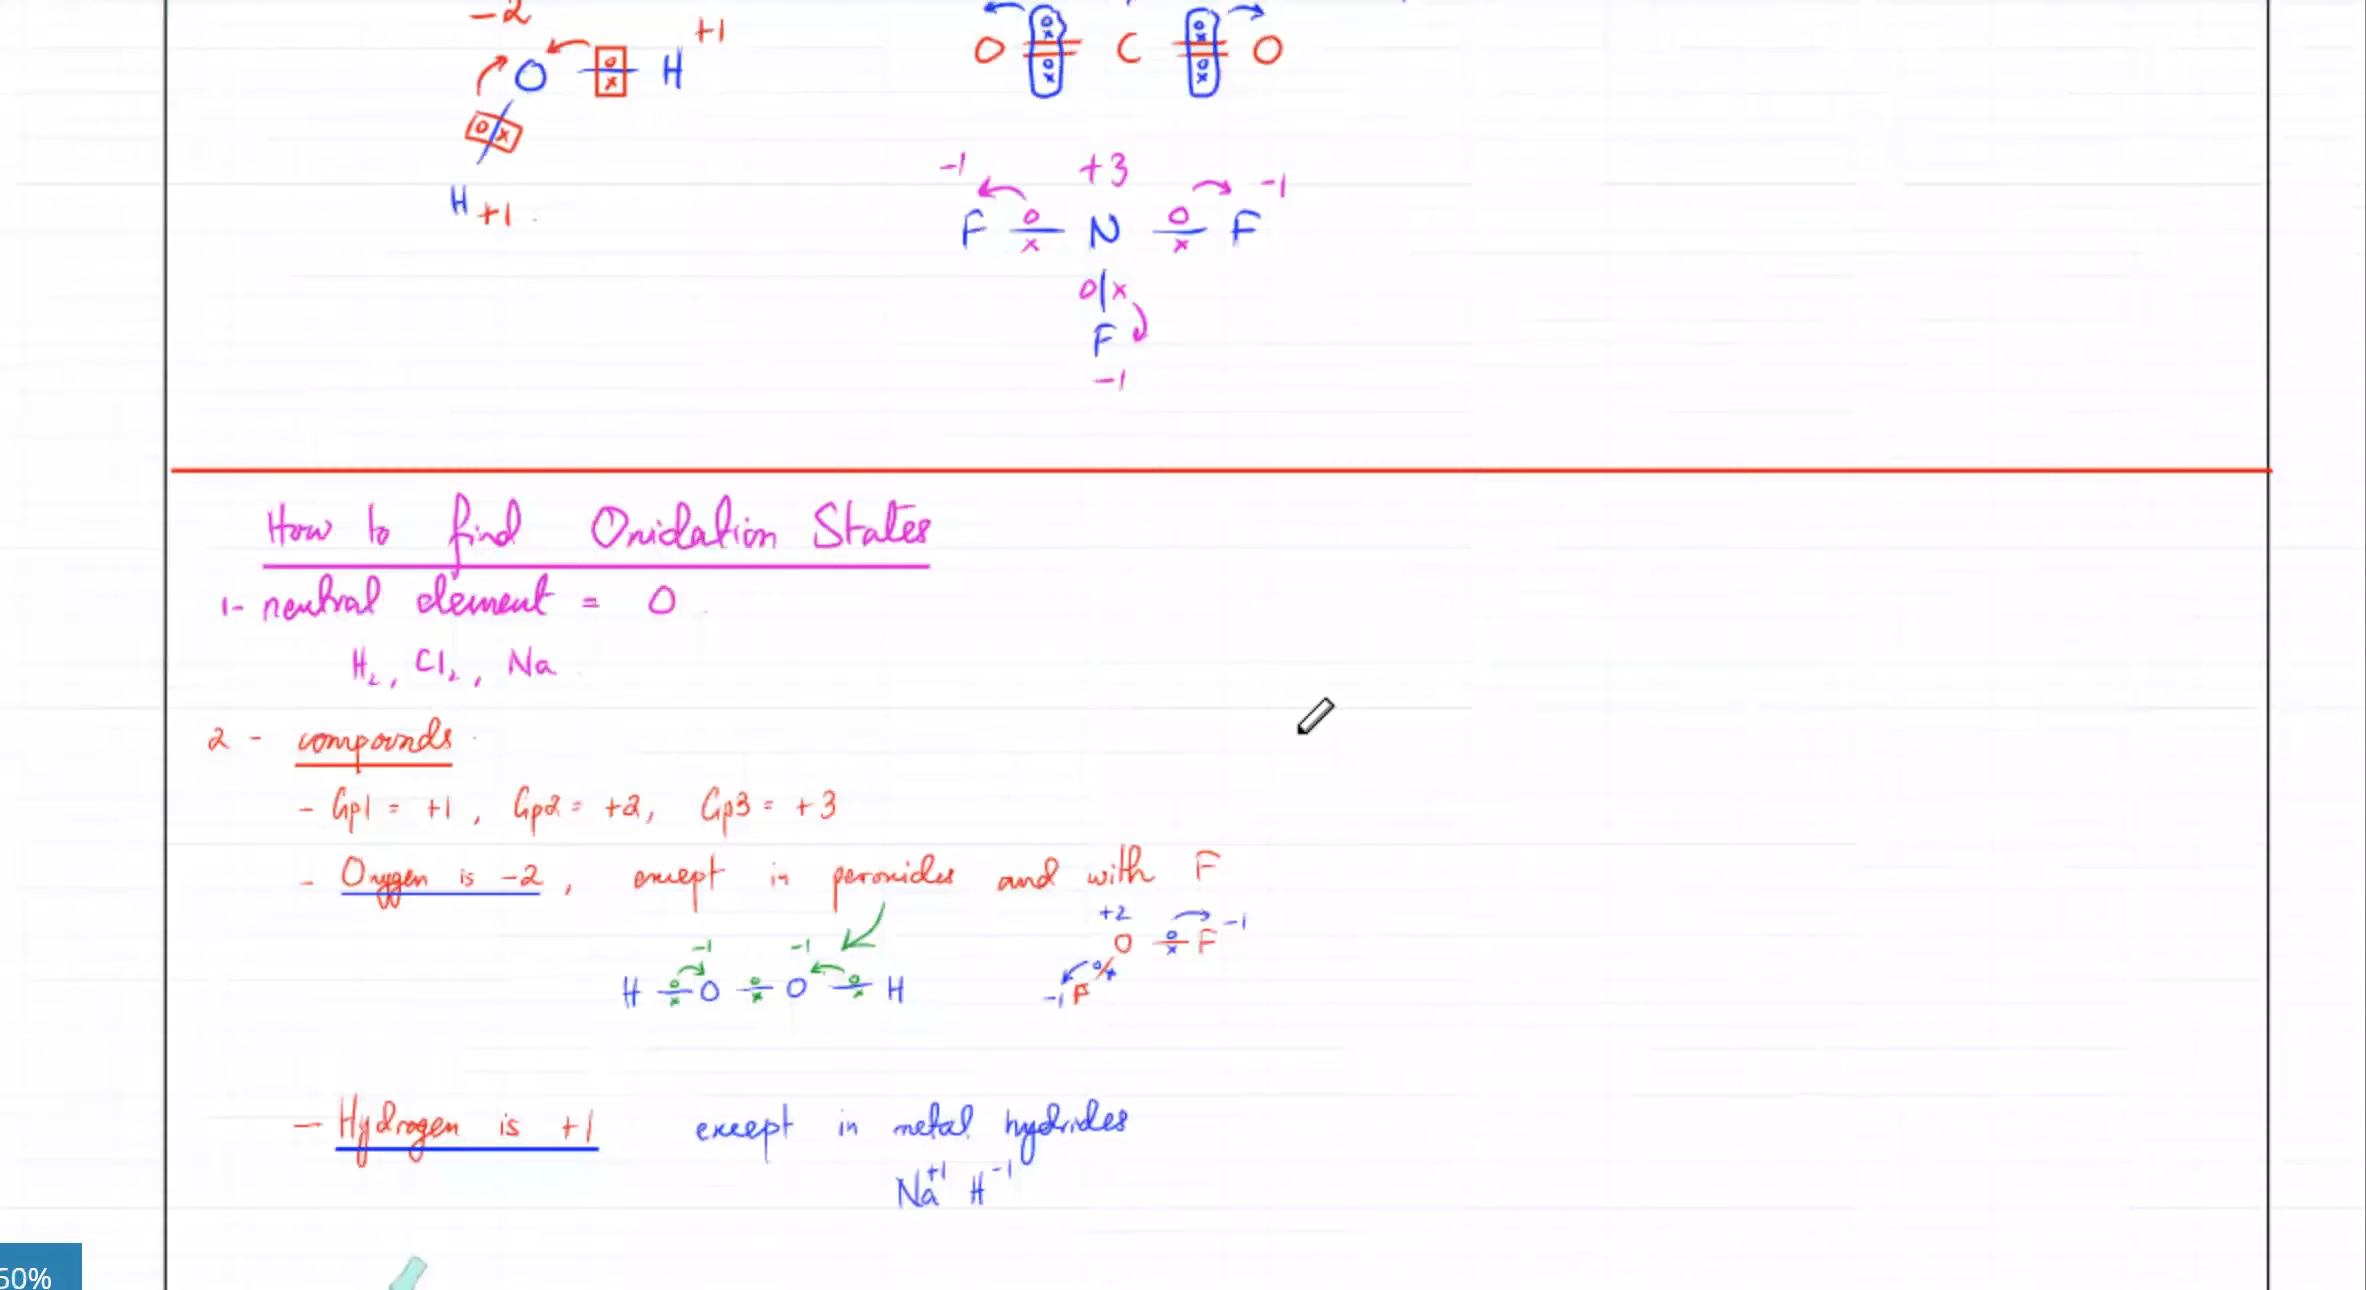 -2
+1
O H
H +1
O C O
-1 +3 -1
F o N o F
x x
o x
F
-1
How to find Oxidation States
1- neutral element = 0
H₂, Cl₂, Na
2 - compounds
- Gp1 = +1, Gp2 = +2, Gp3 = +3
- Oxygen is -2, except in peroxides and with F
-1 -1
H O O H
+2 -1
O F
-1 F
- Hydrogen is +1 except in metal hydrides
Na⁺¹ H⁻¹
50%